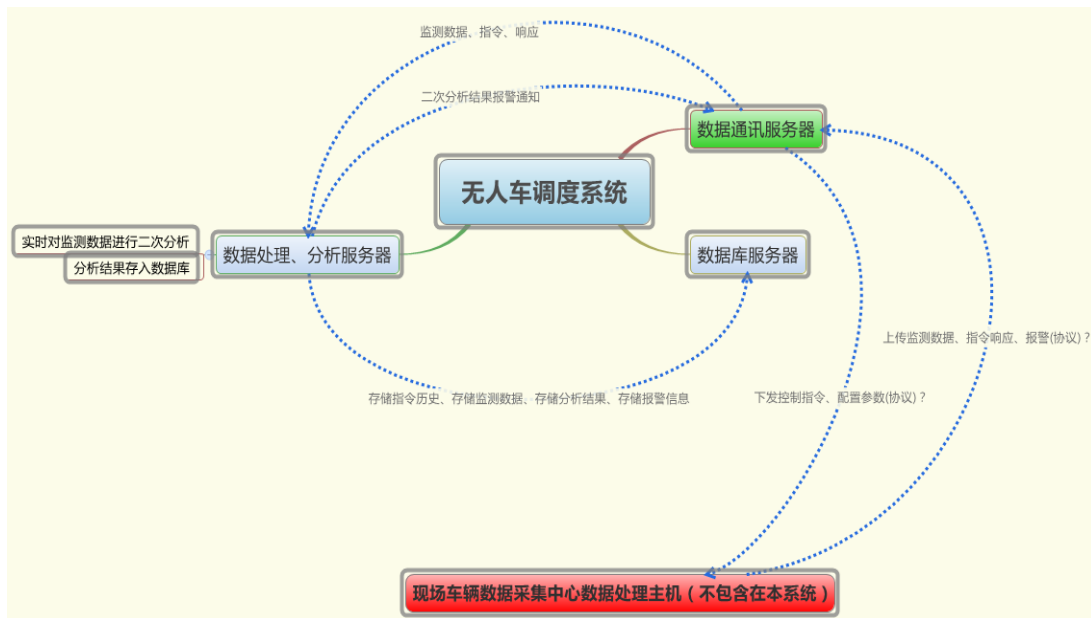 监测数据、指令、响应
二次分析结果报警通知
数据通讯服务器
无人车调度系统
实时对监测数据进行二次分析
分析结果存入数据库
数据处理、分析服务器
数据库服务器
上传监测数据、指令响应、报警(协议)？
存储指令历史、存储监测数据、存储分析结果、存储报警信息
下发控制指令、配置参数(协议)？
现场车辆数据采集中心数据处理主机（不包含在本系统）